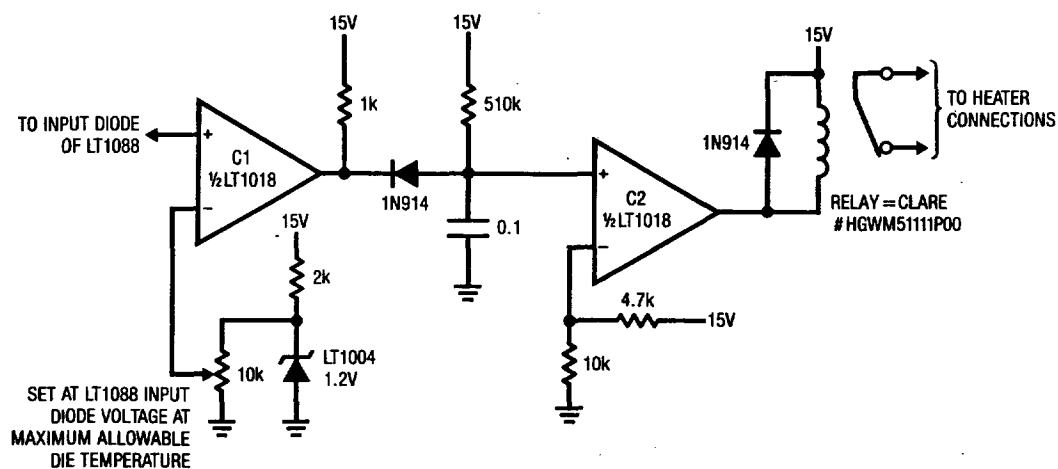 15V
1k
15V
510k
15V
TO INPUT DIODE
OF LT1088
+
C1
½LT1018
−
1N914
0.1
+
C2
½LT1018
−
1N914
TO HEATER
CONNECTIONS
RELAY = CLARE
#HGWM51111P00
15V
2k
10k
LT1004
1.2V
4.7k
15V
10k
SET AT LT1088 INPUT
DIODE VOLTAGE AT
MAXIMUM ALLOWABLE
DIE TEMPERATURE